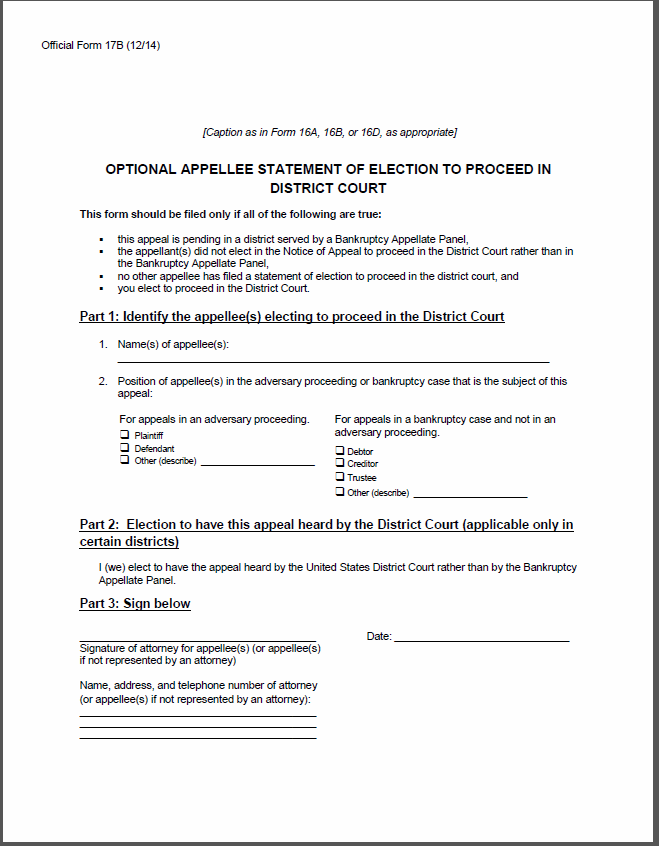 Official Form 17B (12/14)
[Caption as in Form 16A, 16B, or 16D, as appropriate]
OPTIONAL APPELLEE STATEMENT OF ELECTION TO PROCEED IN
DISTRICT COURT
This form should be filed only if all of the following are true:
▪ this appeal is pending in a district served by a Bankruptcy Appellate Panel,
▪ the appellant(s) did not elect in the Notice of Appeal to proceed in the District Court rather than in
the Bankruptcy Appellate Panel,
▪ no other appellee has filed a statement of election to proceed in the district court, and
▪ you elect to proceed in the District Court.
Part 1: Identify the appellee(s) electing to proceed in the District Court
1. Name(s) of appellee(s):
2. Position of appellee(s) in the adversary proceeding or bankruptcy case that is the subject of this
appeal:
For appeals in an adversary proceeding.
❑ Plaintiff
❑ Defendant
❑ Other (describe) ____________________
For appeals in a bankruptcy case and not in an
adversary proceeding.
❑ Debtor
❑ Creditor
❑ Trustee
❑ Other (describe) ____________________
Part 2: Election to have this appeal heard by the District Court (applicable only in
certain districts)
I (we) elect to have the appeal heard by the United States District Court rather than by the Bankruptcy
Appellate Panel.
Part 3: Sign below
Date: ____________________
Signature of attorney for appellee(s) (or appellee(s)
if not represented by an attorney)
Name, address, and telephone number of attorney
(or appellee(s) if not represented by an attorney):